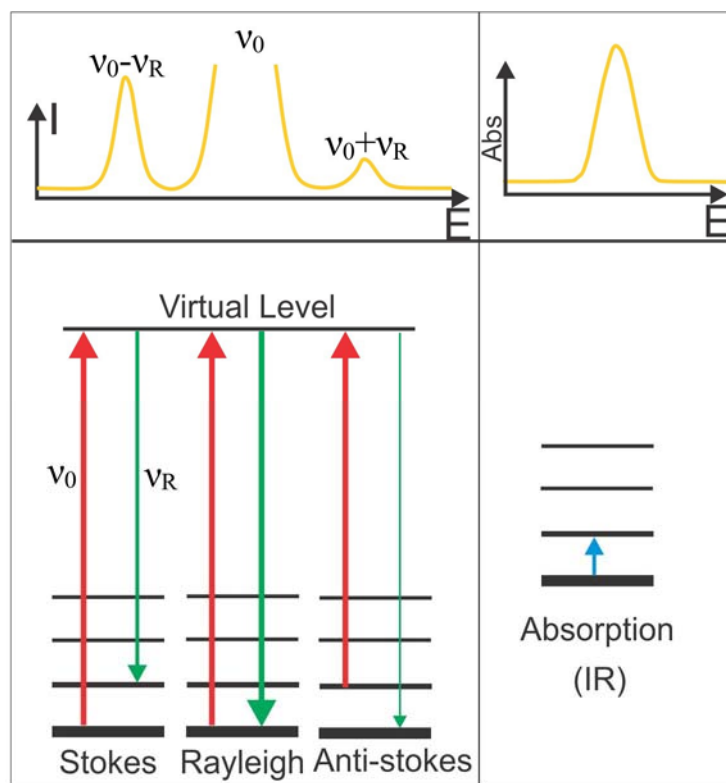 ν0
ν0-νR
ν0+νR
I
E
Abs
E
Virtual Level
ν0
νR
Stokes Rayleigh Anti-stokes
Absorption
(IR)